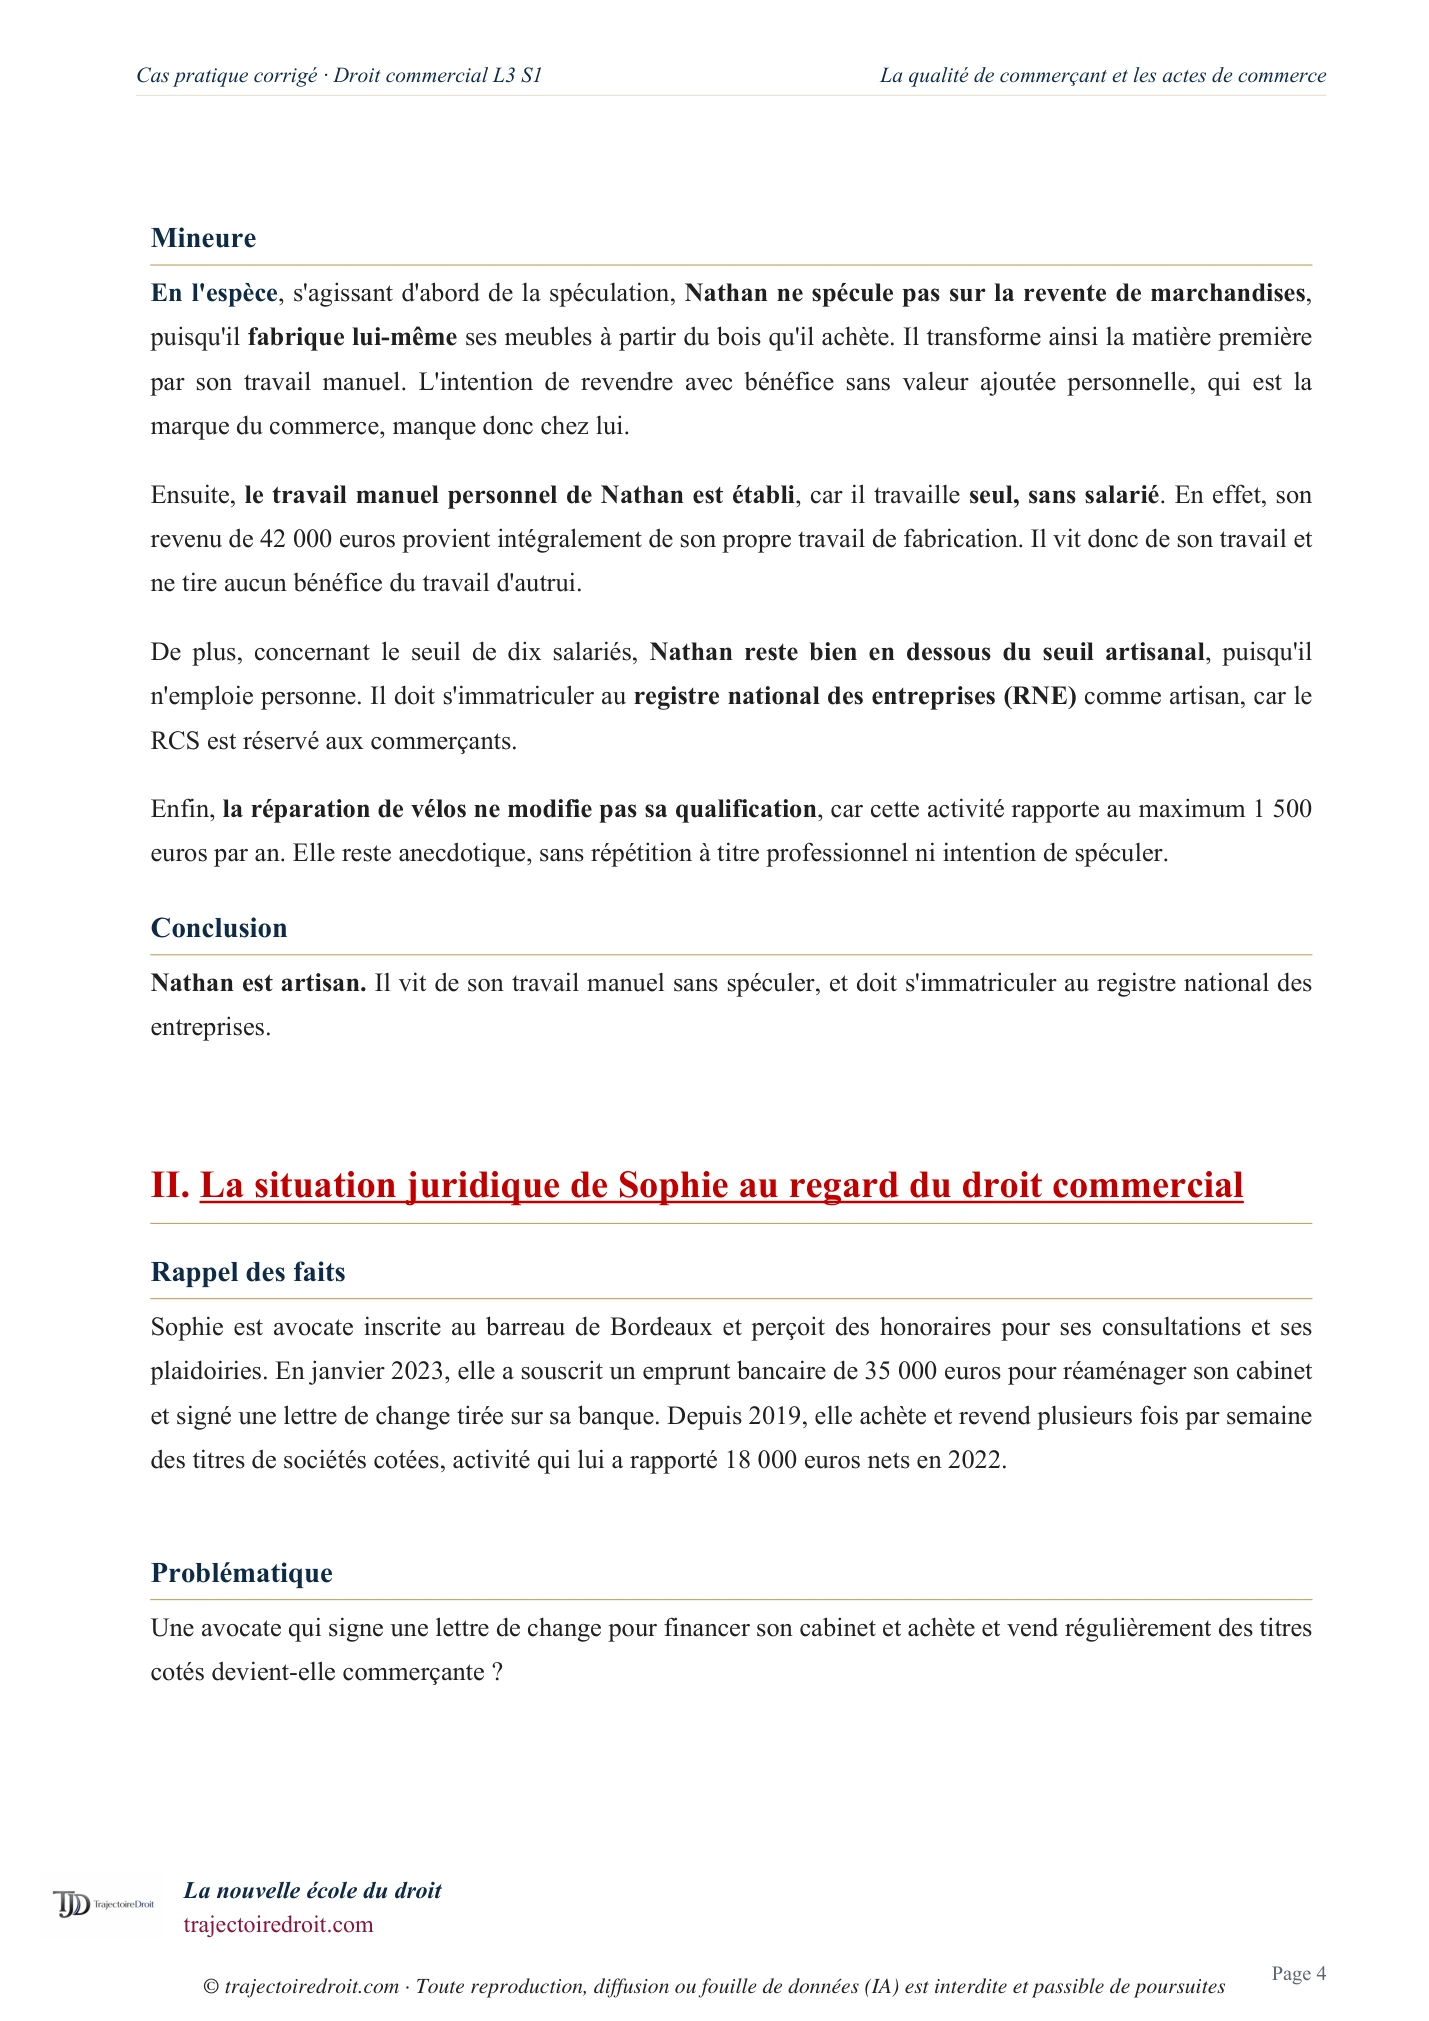 Cas pratique corrigé · Droit commercial L3 S1
La qualité de commerçant et les actes de commerce
Mineure
En l'espèce, s'agissant d'abord de la spéculation, Nathan ne spécule pas sur la revente de marchandises,
puisqu'il fabrique lui-même ses meubles à partir du bois qu'il achète. Il transforme ainsi la matière première
par son travail manuel. L'intention de revendre avec bénéfice sans valeur ajoutée personnelle, qui est la
marque du commerce, manque donc chez lui.
Ensuite, le travail manuel personnel de Nathan est établi, car il travaille seul, sans salarié. En effet, son
revenu de 42 000 euros provient intégralement de son propre travail de fabrication. Il vit donc de son travail et
ne tire aucun bénéfice du travail d'autrui.
De plus, concernant le seuil de dix salariés, Nathan reste bien en dessous du seuil artisanal, puisqu'il
n'emploie personne. Il doit s'immatriculer au registre national des entreprises (RNE) comme artisan, car le
RCS est réservé aux commerçants.
Enfin, la réparation de vélos ne modifie pas sa qualification, car cette activité rapporte au maximum 1 500
euros par an. Elle reste anecdotique, sans répétition à titre professionnel ni intention de spéculer.
Conclusion
Nathan est artisan. Il vit de son travail manuel sans spéculer, et doit s'immatriculer au registre national des
entreprises.
II. La situation juridique de Sophie au regard du droit commercial
Rappel des faits
Sophie est avocate inscrite au barreau de Bordeaux et perçoit des honoraires pour ses consultations et ses
plaidoiries. En janvier 2023, elle a souscrit un emprunt bancaire de 35 000 euros pour réaménager son cabinet
et signé une lettre de change tirée sur sa banque. Depuis 2019, elle achète et revend plusieurs fois par semaine
des titres de sociétés cotées, activité qui lui a rapporté 18 000 euros nets en 2022.
Problématique
Une avocate qui signe une lettre de change pour financer son cabinet et achète et vend régulièrement des titres
cotés devient-elle commerçante ?
TJD TrajectoireDroit
La nouvelle école du droit
trajectoiredroit.com
© trajectoiredroit.com · Toute reproduction, diffusion ou fouille de données (IA) est interdite et passible de poursuites
Page 4